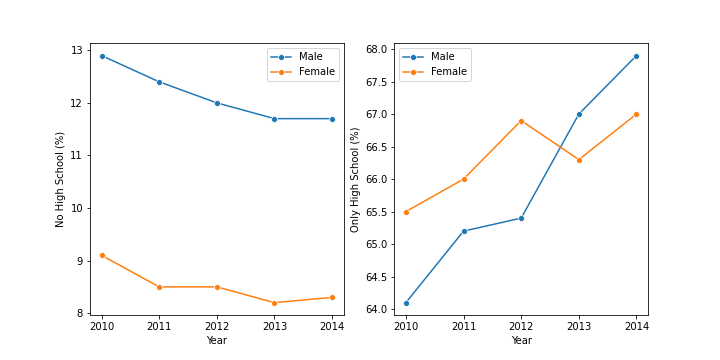 No High School (%)
13
12
11
10
9
8
2010 2011 2012 2013 2014
Year
Male
Female
Only High School (%)
68.0
67.5
67.0
66.5
66.0
65.5
65.0
64.5
64.0
2010 2011 2012 2013 2014
Year
Male
Female